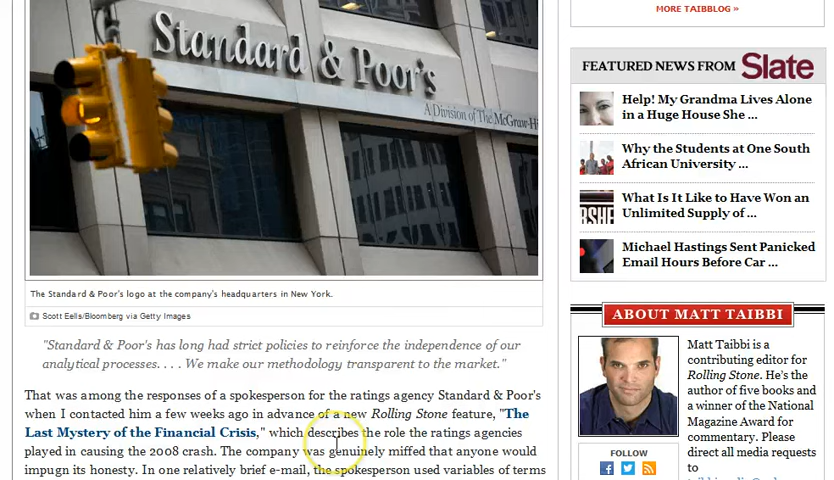 Standard & Poor's
A Division of The McGraw-H
The Standard & Poor's logo at the company's headquarters in New York.
Scott Eells/Bloomberg via Getty Images
"Standard & Poor's has long had strict policies to reinforce the independence of our
analytical processes. . . . We make our methodology transparent to the market."
That was among the responses of a spokesperson for the ratings agency Standard & Poor's
when I contacted him a few weeks ago in advance of a new Rolling Stone feature, "The
Last Mystery of the Financial Crisis," which describes the role the ratings agencies
played in causing the 2008 crash. The company was genuinely miffed that anyone would
impugn its honesty. In one relatively brief e-mail, the spokesperson used variables of terms
MORE TAIBBLOG »
FEATURED NEWS FROM Slate
Help! My Grandma Lives Alone
in a Huge House She ...
Why the Students at One South
African University ...
What Is It Like to Have Won an
Unlimited Supply of ...
Michael Hastings Sent Panicked
Email Hours Before Car ...
ABOUT MATT TAIBBI
Matt Taibbi is a
contributing editor for
Rolling Stone. He's the
author of five books and
a winner of the National
Magazine Award for
commentary. Please
direct all media requests
to
FOLLOW